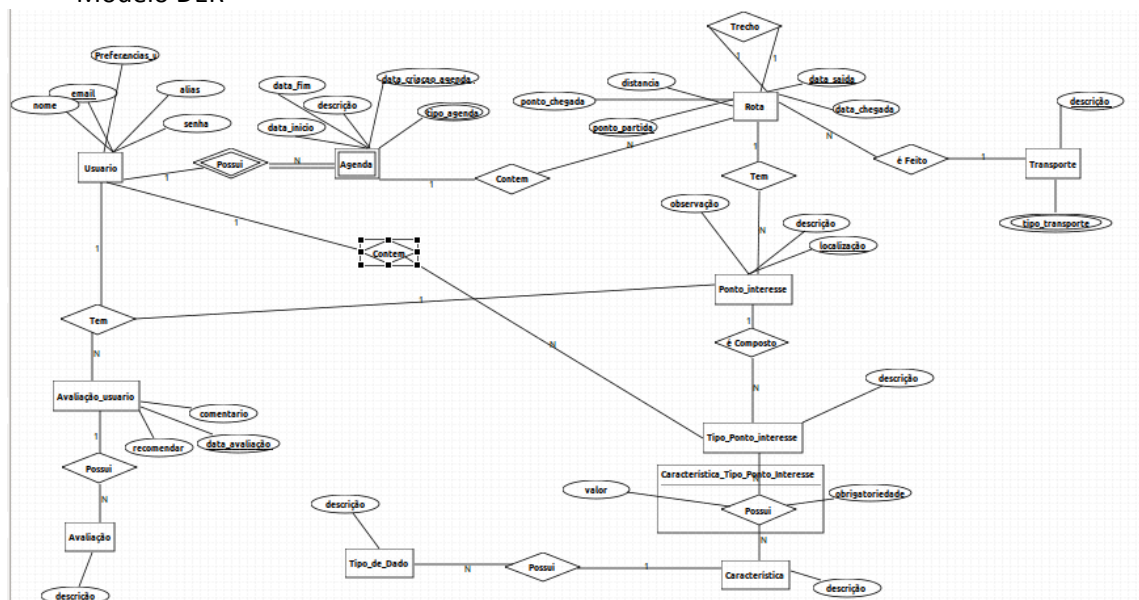 Modelo DER
Trecho
1
1
Preferencias_u
email
alias
nome
senha
Usuario
Possui
1
N
data_fim
data_criaçao_agenda
descrição
tipo_agenda
data_inicio
Agenda
1
Contem
N
distancia
data_saida
ponto_chegada
Rota
data_chegada
ponto_partida
N
é Feito
1
descrição
Transporte
tipo_transporte
1
Tem
N
observação
descrição
localização
Ponto_interesse
1
Contem
N
1
Tem
1
N
1
é Composto
N
descrição
Tipo_Ponto_interesse
Avaliação_usuario
comentario
recomendar
data_avaliação
1
Possui
N
Avaliação
descrição
Característica_Tipo_Ponto_Interesse
N
valor
obrigatoriedade
Possui
N
descrição
Tipo_de_Dado
N
Possui
1
Característica
descrição